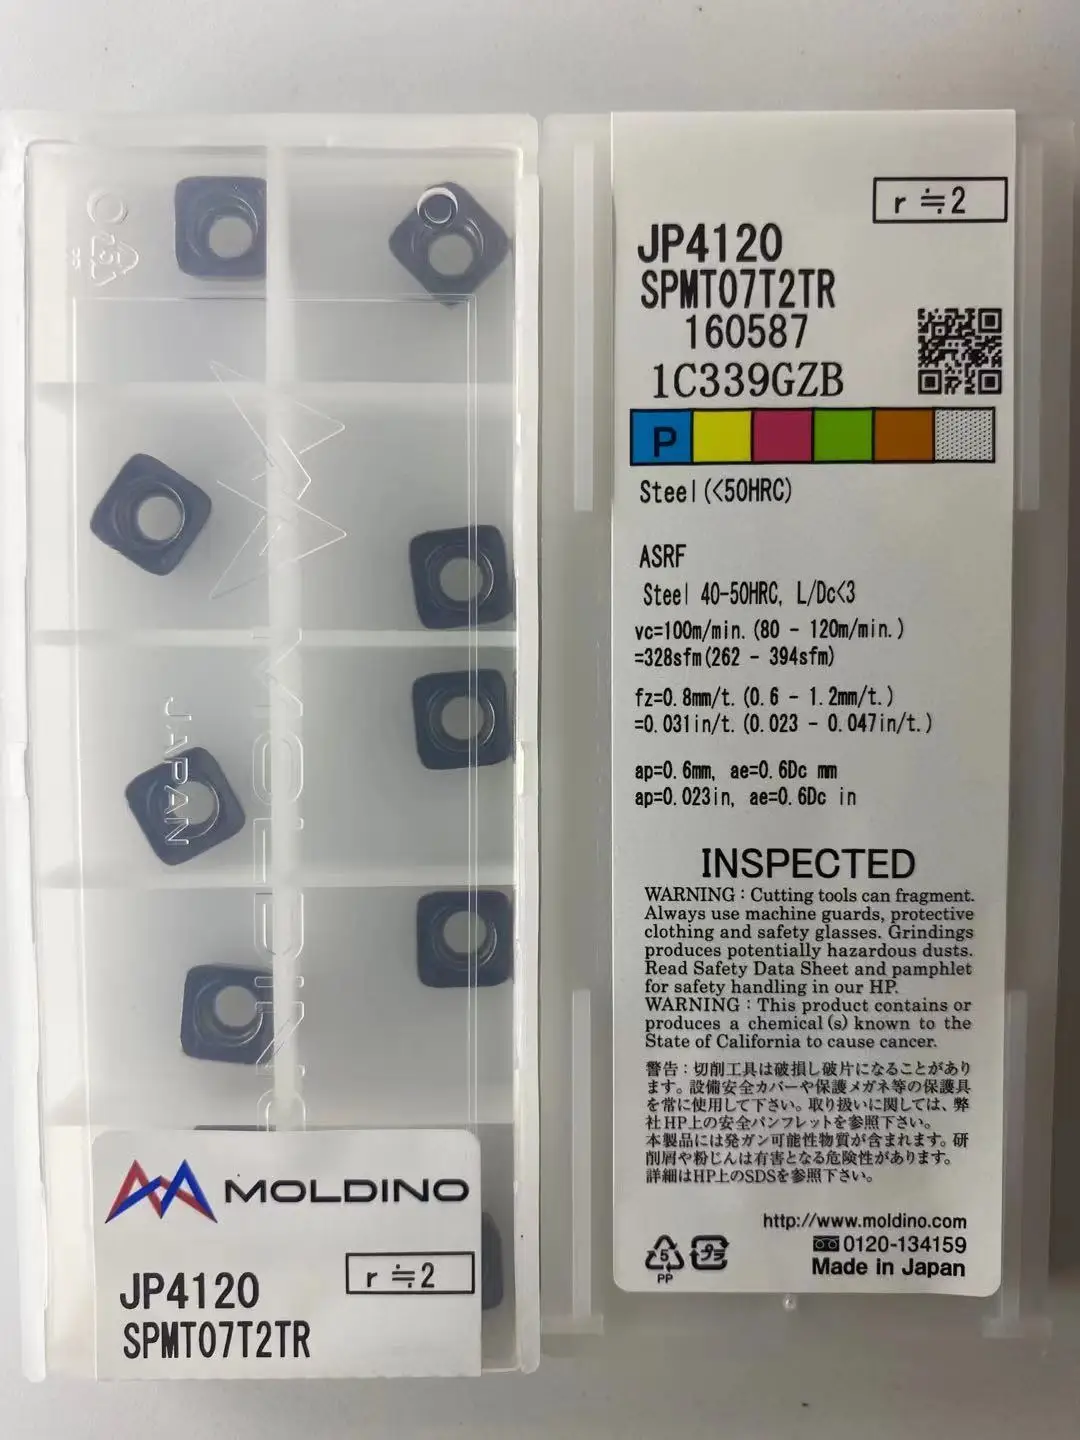 JAPAN
MOLDINO
MOLDINO
JP4120
r≒2
SPMT07T2TR
r≒2
JP4120
SPMT07T2TR
160587
1C339GZB
P
Steel(<50HRC)
ASRF
Steel 40-50HRC, L/Dc<3
vc=100m/min.(80 - 120m/min.)
=328sfm(262 - 394sfm)
fz=0.8mm/t.(0.6 - 1.2mm/t.)
=0.031in/t.(0.023 - 0.047in/t.)
ap=0.6mm, ae=0.6Dc mm
ap=0.023in, ae=0.6Dc in
INSPECTED
WARNING : Cutting tools can fragment.
Always use machine guards, protective
clothing and safety glasses. Grindings
produces potentially hazardous dusts.
Read Safety Data Sheet and pamphlet
for safety handling in our HP.
WARNING : This product contains or
produces a chemical(s) known to the
State of California to cause cancer.
警告：切削工具は破損し破片になることがあり
ます。設備安全カバーや保護メガネ等の保護具
を常に使用して下さい。取り扱いに関しては、弊
社HP上の安全パンフレットを参照下さい。
本製品には発ガン可能性物質が含まれます。研
削屑や粉じんは有害となる危険性があります。
詳細はHP上のSDSを参照下さい。
http://www.moldino.com
0120-134159
Made in Japan
5
PP
プラ